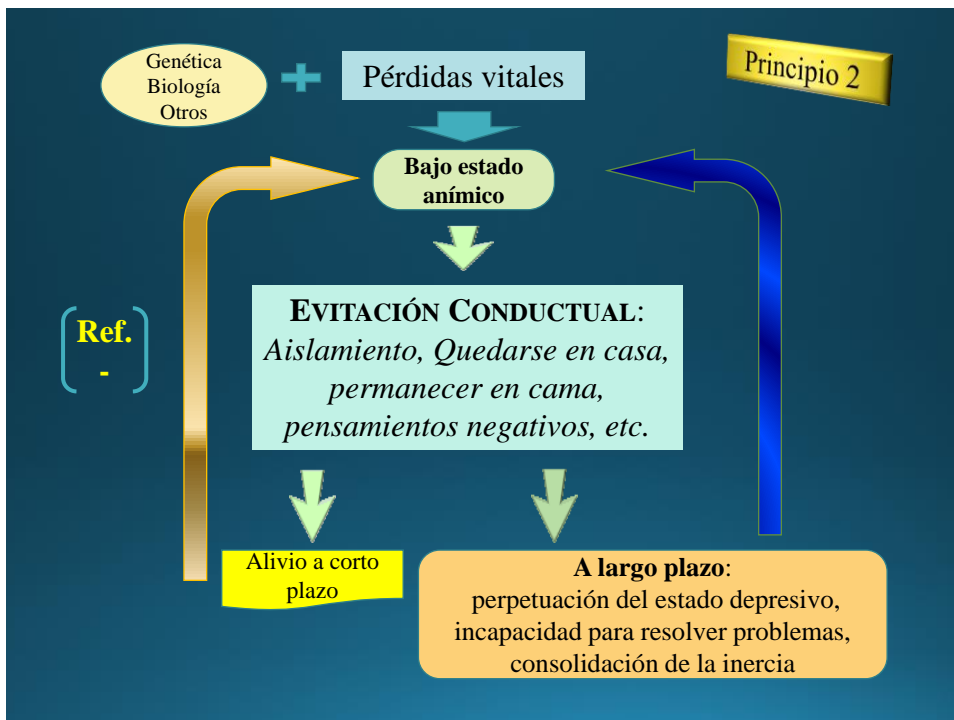 Genética
Biología
Otros
Pérdidas vitales
Principio 2
Bajo estado
anímico
EVITACIÓN CONDUCTUAL:
Aislamiento, Quedarse en casa,
permanecer en cama,
pensamientos negativos, etc.
Ref.
-
Alivio a corto
plazo
A largo plazo:
perpetuación del estado depresivo,
incapacidad para resolver problemas,
consolidación de la inercia